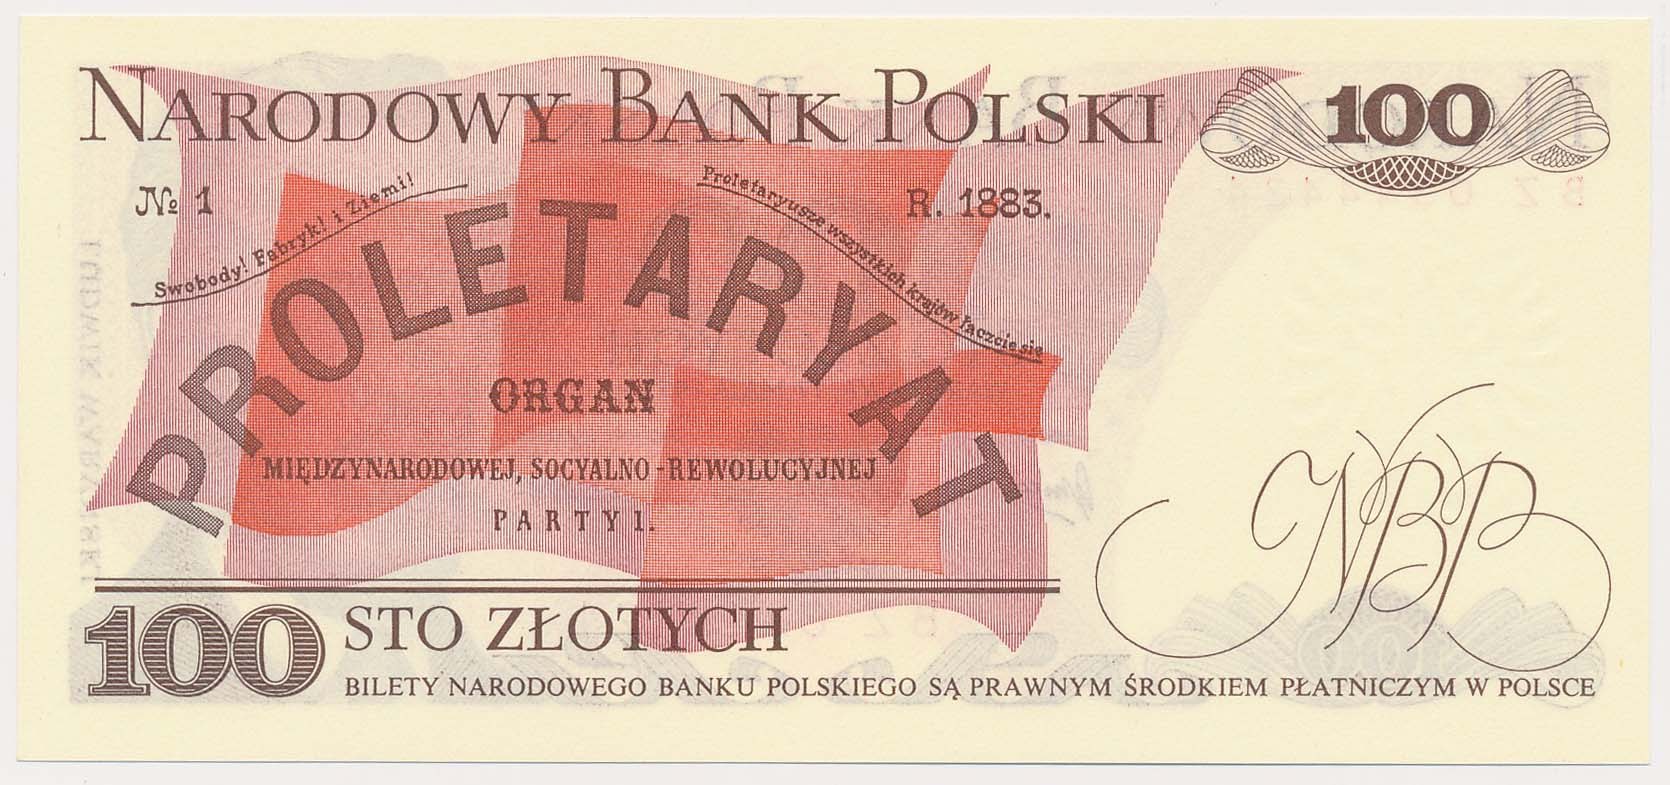 NARODOWY BANK POLSKI
100
№ 1
Swobody! Fabryk! i Ziemi!
Proletaryusze wszystkich krajów łączcie się
R. 1883.
PROLETARYAT
ORGAN
MIĘDZYNARODOWEJ, SOCYALNO-REWOLUCYJNEJ
PARTYI.
NBP
100 STO ZŁOTYCH
BILETY NARODOWEGO BANKU POLSKIEGO SĄ PRAWNYM ŚRODKIEM PŁATNICZYM W POLSCE